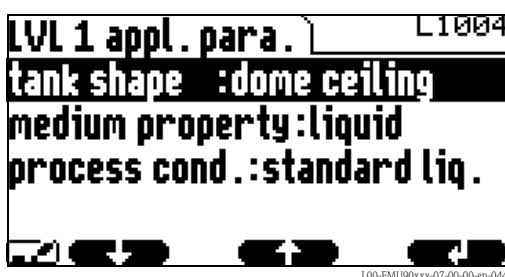 LVL 1 appl. para. L1004
tank shape :dome ceiling
medium property:liquid
process cond.:standard liq.
L00-FMU90xxx-07-00-00-en-044